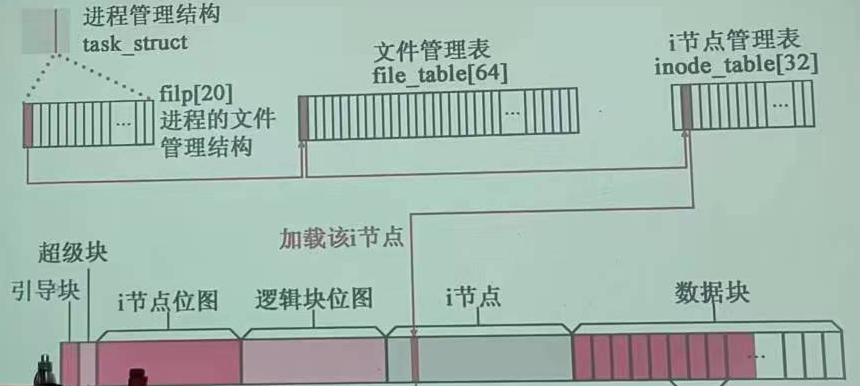 进程管理结构
task_struct
文件管理表
file_table[64]
i节点管理表
inode_table[32]
filp[20]
进程的文件
管理结构
...
...
...
加载该i节点
超级块
引导块
i节点位图
逻辑块位图
i节点
数据块
...